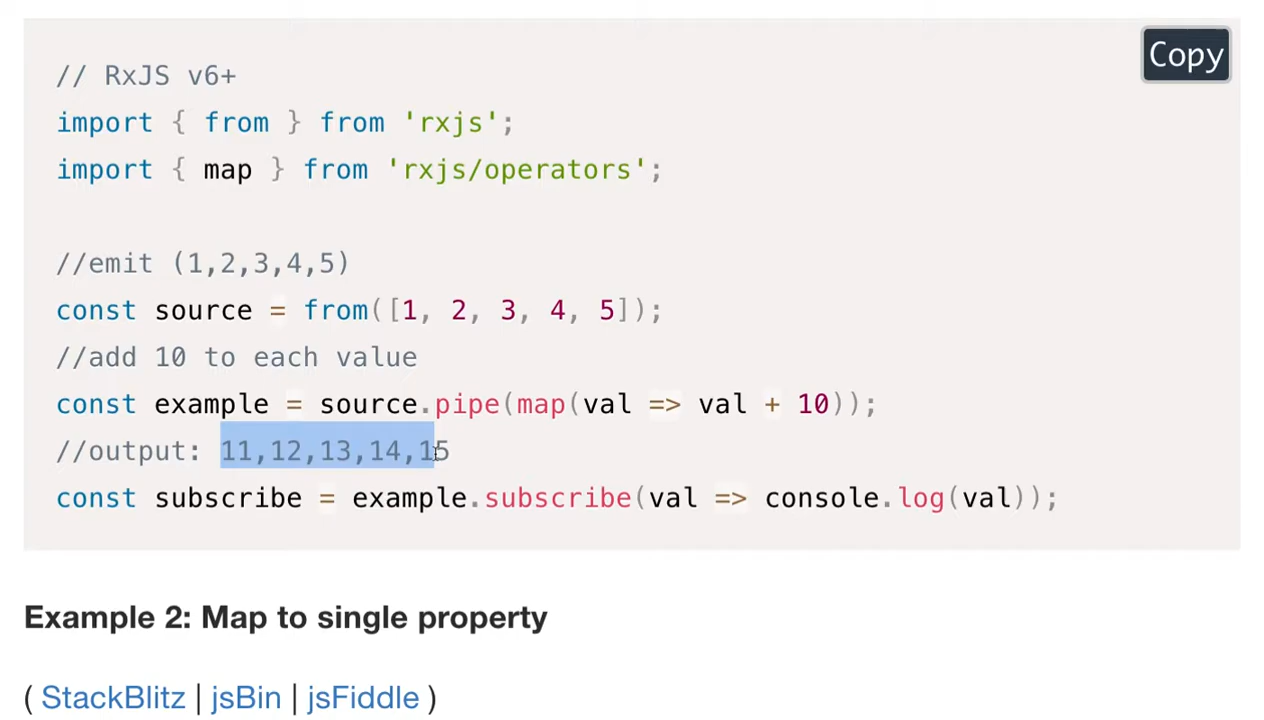 Copy
// RxJS v6+
import { from } from 'rxjs';
import { map } from 'rxjs/operators';
//emit (1,2,3,4,5)
const source = from([1, 2, 3, 4, 5]);
//add 10 to each value
const example = source.pipe(map(val => val + 10));
//output: 11,12,13,14,15
const subscribe = example.subscribe(val => console.log(val));
Example 2: Map to single property
( StackBlitz | jsBin | jsFiddle )